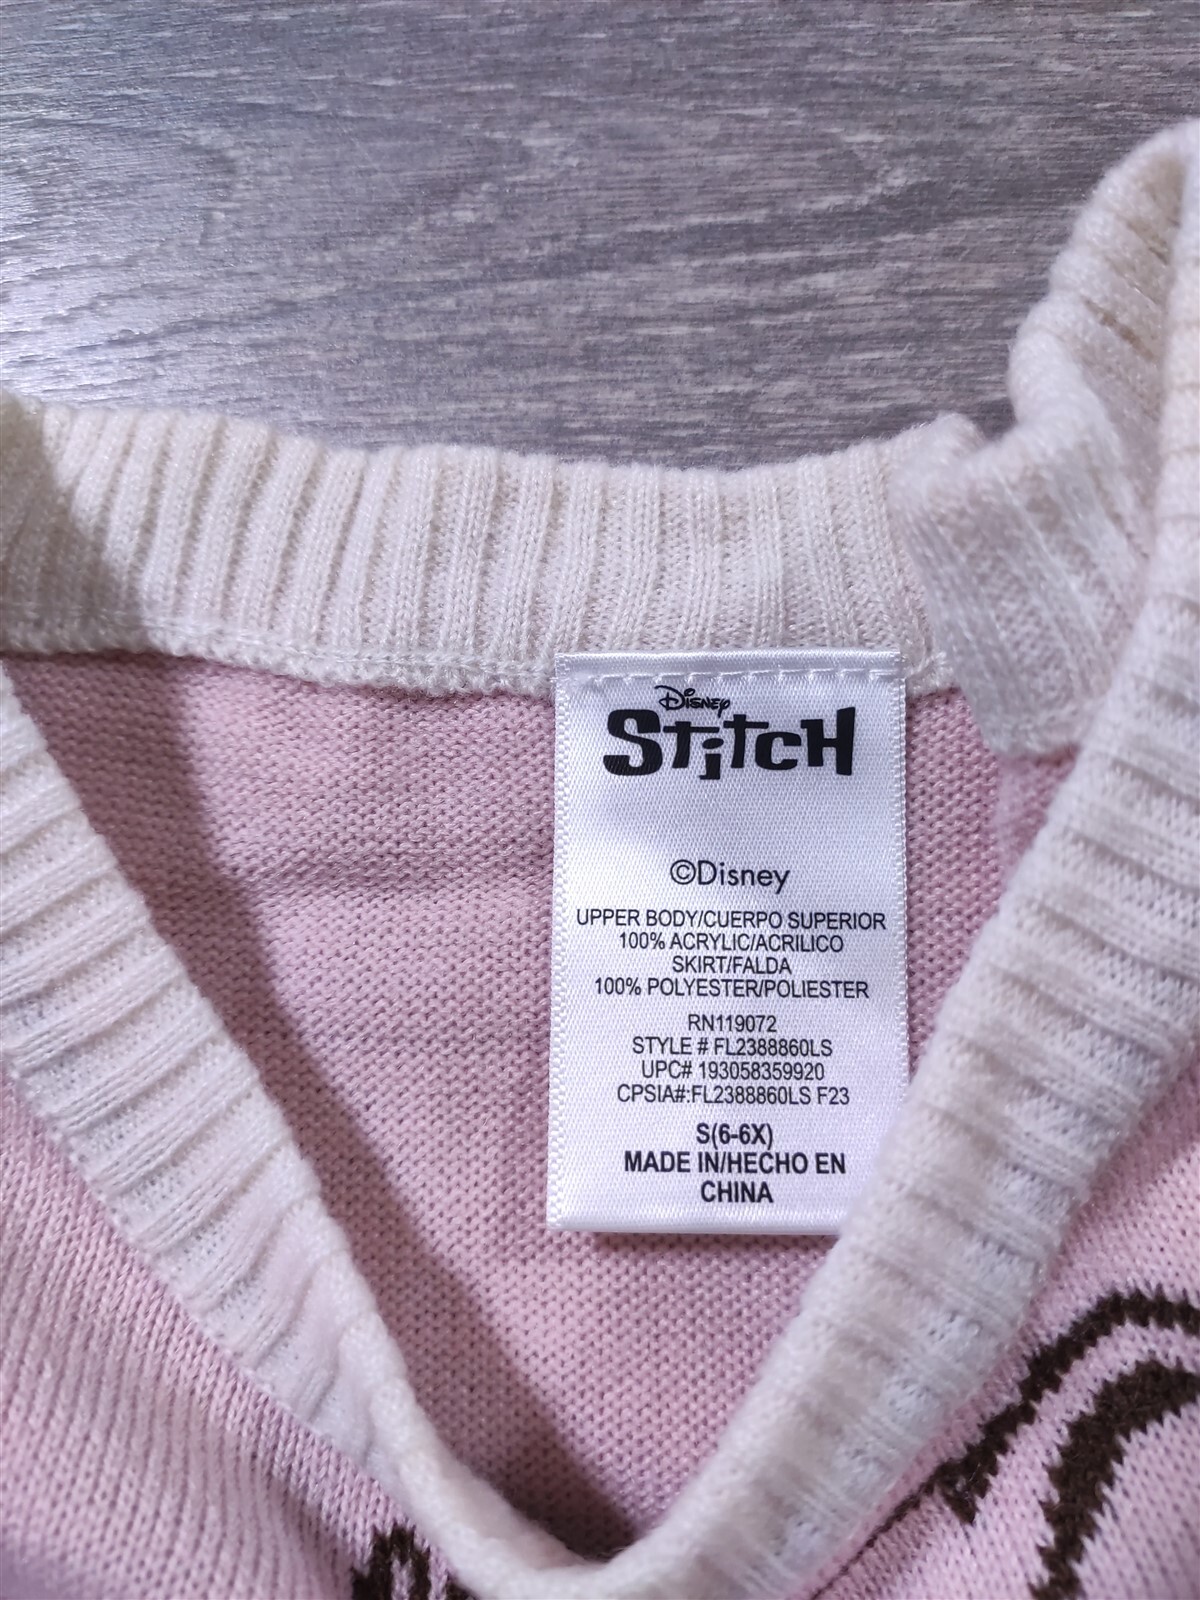 Disney
Stitch
©Disney
UPPER BODY/CUERPO SUPERIOR
100% ACRYLIC/ACRILICO
SKIRT/FALDA
100% POLYESTER/POLIESTER
RN119072
STYLE # FL2388860LS
UPC# 193058359920
CPSIA#:FL2388860LS F23
S(6-6X)
MADE IN/HECHO EN
CHINA